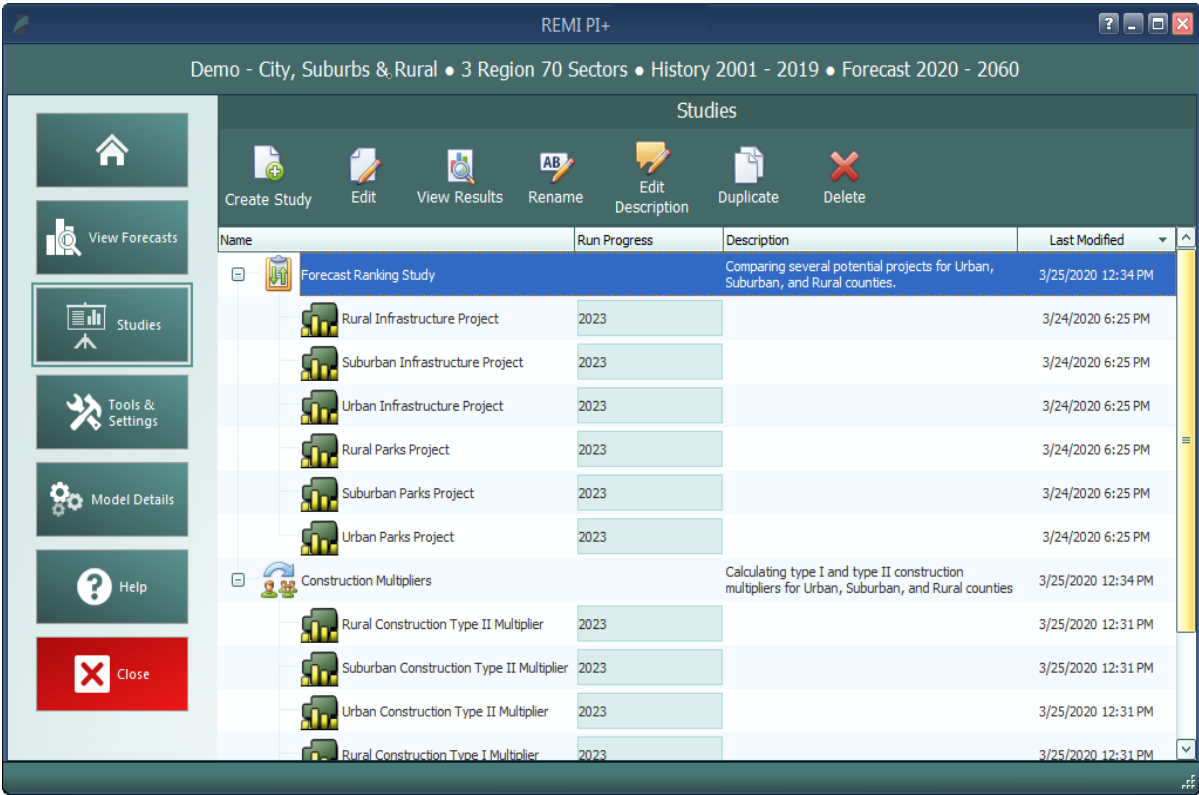 REMI PI+
Demo - City, Suburbs & Rural ● 3 Region 70 Sectors ● History 2001 - 2019 ● Forecast 2020 - 2060
View Forecasts
Studies
Tools &
Settings
Model Details
Help
Close
Studies
Create Study
Edit
View Results
AB
Rename
Edit
Description
Duplicate
Delete
Name Run Progress Description Last Modified
Forecast Ranking Study Comparing several potential projects for Urban,
Suburban, and Rural counties. 3/25/2020 12:34 PM
Rural Infrastructure Project 2023 3/24/2020 6:25 PM
Suburban Infrastructure Project 2023 3/24/2020 6:25 PM
Urban Infrastructure Project 2023 3/24/2020 6:25 PM
Rural Parks Project 2023 3/24/2020 6:25 PM
Suburban Parks Project 2023 3/24/2020 6:25 PM
Urban Parks Project 2023 3/24/2020 6:25 PM
Construction Multipliers Calculating type I and type II construction
multipliers for Urban, Suburban, and Rural counties 3/25/2020 12:34 PM
Rural Construction Type II Multiplier 2023 3/25/2020 12:31 PM
Suburban Construction Type II Multiplier 2023 3/25/2020 12:31 PM
Urban Construction Type II Multiplier 2023 3/25/2020 12:31 PM
Rural Construction Type I Multiplier 2023 3/25/2020 12:31 PM